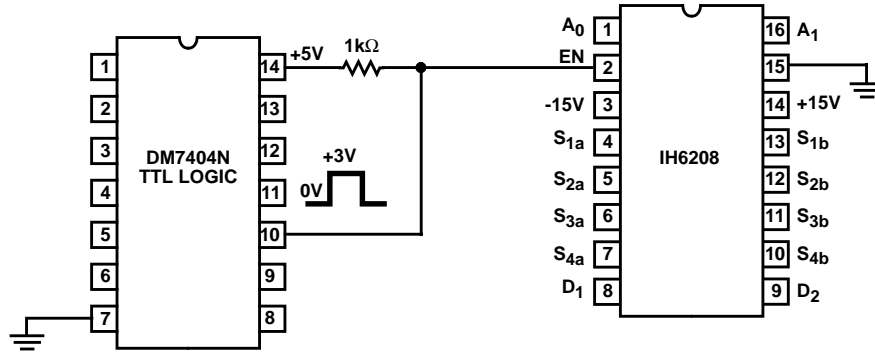 +5V
1kΩ
DM7404N
TTL LOGIC
1
2
3
4
5
6
7
14
13
12
11
10
9
8
+3V
0V
IH6208
A0
EN
-15V
S1a
S2a
S3a
S4a
D1
1
2
3
4
5
6
7
8
16
15
14
13
12
11
10
9
A1
+15V
S1b
S2b
S3b
S4b
D2